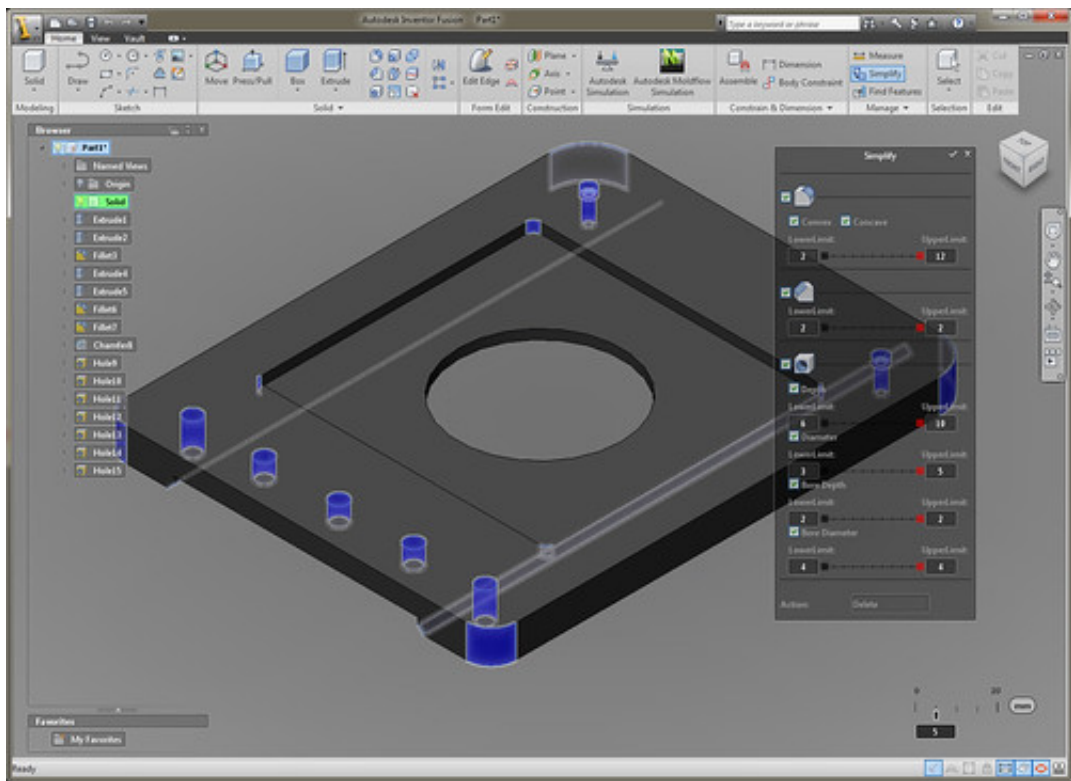 Autodesk Inventor Fusion Part1*
Type a keyword or phrase
Home View Vault
Solid
Draw
Move Press/Pull
Box
Extrude
Edit Edge
Plane
Axis
Point
Autodesk Simulation
Autodesk Moldflow Simulation
Assemble
Dimension
Body Constraint
Measure
Simplify
Find Features
Select
Cut
Copy
Paste
Modeling
Sketch
Solid
Form Edit
Construction
Simulation
Constrain & Dimension
Manage
Selection
Edit
Browser
Part1*
Named Views
Origin
Solid
Extrude1
Extrude2
Fillet3
Extrude4
Extrude5
Fillet6
Fillet7
Chamfer8
Hole9
Hole10
Hole11
Hole12
Hole13
Hole14
Hole15
TOP
FRONT
RIGHT
Simplify
Convex Concave
LowerLimit: UpperLimit:
2 12
LowerLimit: UpperLimit:
2 2
Depth
LowerLimit: UpperLimit:
6 10
Diameter
LowerLimit: UpperLimit:
3 5
Bore Depth
LowerLimit: UpperLimit:
2 2
Bore Diameter
LowerLimit: UpperLimit:
4 4
Action: Delete
0 20
mm
5
Favorites
My Favorites
Ready